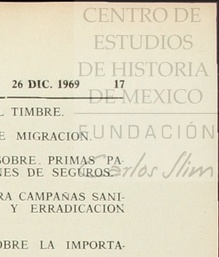 CENTRO DE
ESTUDIOS
DE HISTORIA
DE MEXICO
FUNDACIÓN
Carlos Slim
26 DIC. 1969 17
L TIMBRE.
E MIGRACION.
SOBRE PRIMAS PA-
NES DE SEGUROS.
RA CAMPAÑAS SANI-
Y ERRADICACION
OBRE LA IMPORTA-